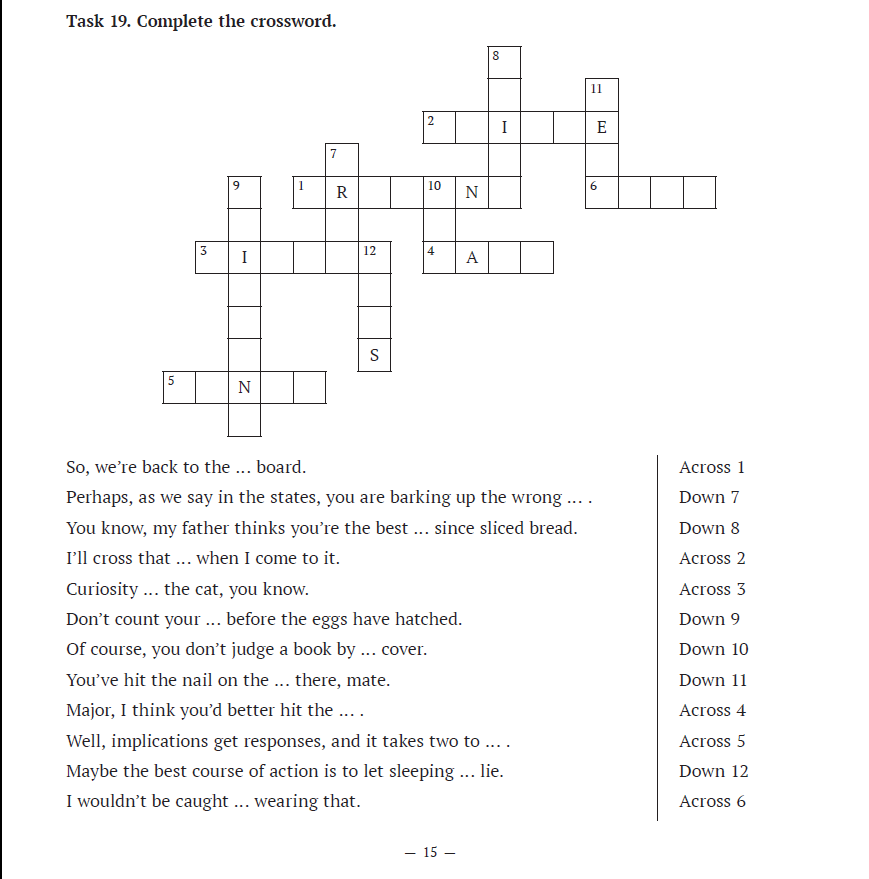 Task 19. Complete the crossword.
8
11
2 I E
7
9 1 R 10 N 6
3 I 12 4 A
S
5 N
So, we’re back to the ... board. Across 1
Perhaps, as we say in the states, you are barking up the wrong ... . Down 7
You know, my father thinks you’re the best ... since sliced bread. Down 8
I’ll cross that ... when I come to it. Across 2
Curiosity ... the cat, you know. Across 3
Don’t count your ... before the eggs have hatched. Down 9
Of course, you don’t judge a book by ... cover. Down 10
You’ve hit the nail on the ... there, mate. Down 11
Major, I think you’d better hit the ... . Across 4
Well, implications get responses, and it takes two to ... . Across 5
Maybe the best course of action is to let sleeping ... lie. Down 12
I wouldn’t be caught ... wearing that. Across 6
— 15 —